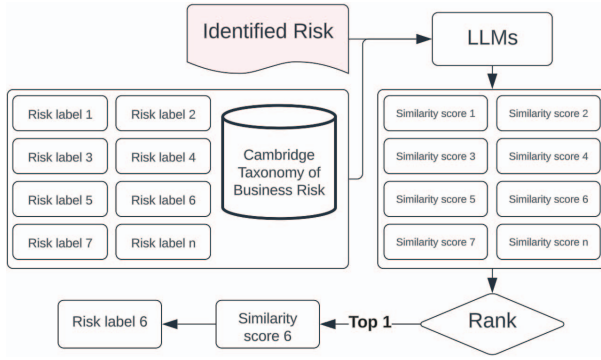 Identified Risk
LLMs
Risk label 1
Risk label 2
Risk label 3
Risk label 4
Risk label 5
Risk label 6
Risk label 7
Risk label n
Cambridge
Taxonomy of
Business Risk
Similarity score 1
Similarity score 2
Similarity score 3
Similarity score 4
Similarity score 5
Similarity score 6
Similarity score 7
Similarity score n
Rank
Top 1
Similarity
score 6
Risk label 6